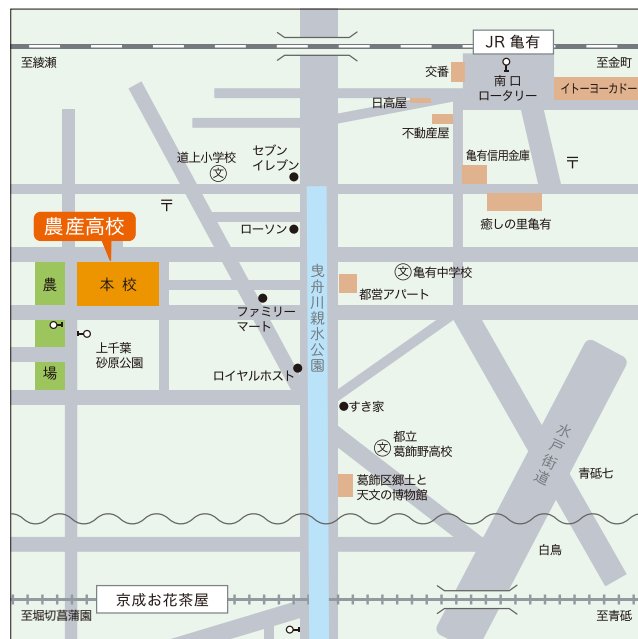 JR 亀有
至綾瀬
至金町
交番
南口
ロータリー
イトーヨーカドー
日高屋
不動産屋
セブン
イレブン
道上小学校
文
亀有信用金庫
〒
〒
癒しの里亀有
農産高校
ローソン
文
亀有中学校
農
本校
都営アパート
曳舟川親水公園
ファミリー
マート
上千葉
砂原公園
場
ロイヤルホスト
すき家
水戸街道
文
都立
葛飾野高校
青砥七
葛飾区郷土と
天文の博物館
白鳥
京成お花茶屋
至堀切菖蒲園
至青砥